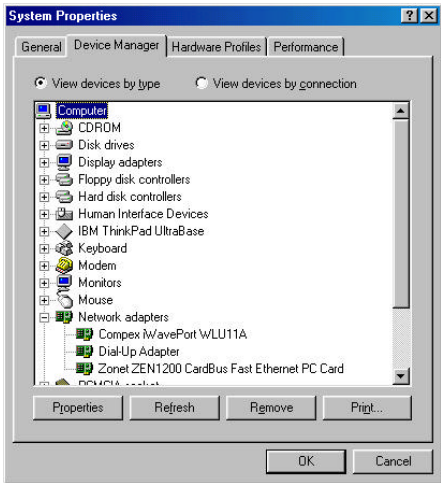 System Properties
General Device Manager Hardware Profiles Performance
View devices by type View devices by connection
Computer
CDROM
Disk drives
Display adapters
Floppy disk controllers
Hard disk controllers
Human Interface Devices
IBM ThinkPad UltraBase
Keyboard
Modem
Monitors
Mouse
Network adapters
Compex iWavePort WLU11A
Dial-Up Adapter
Zonet ZEN1200 CardBus Fast Ethernet PC Card
PCMCIA socket
Properties Refresh Remove Print...
OK Cancel